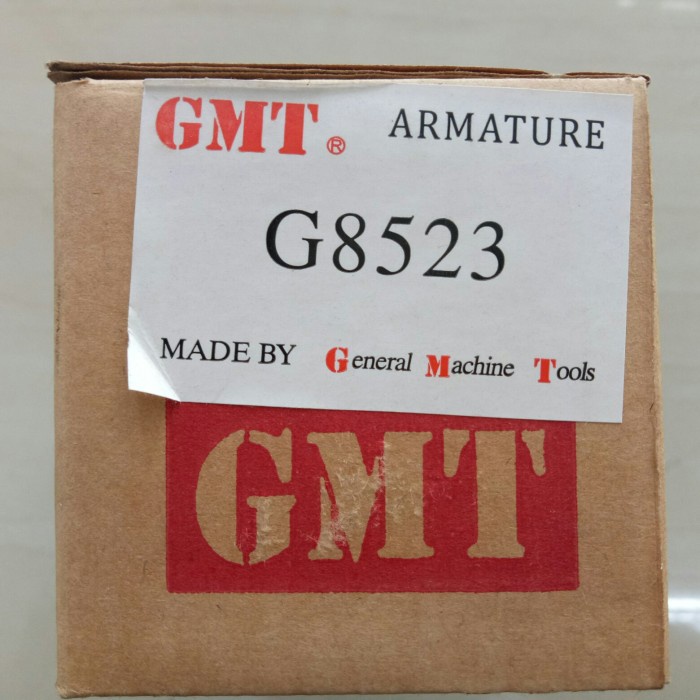 GMT® ARMATURE
G8523
MADE BY General Machine Tools
GMT